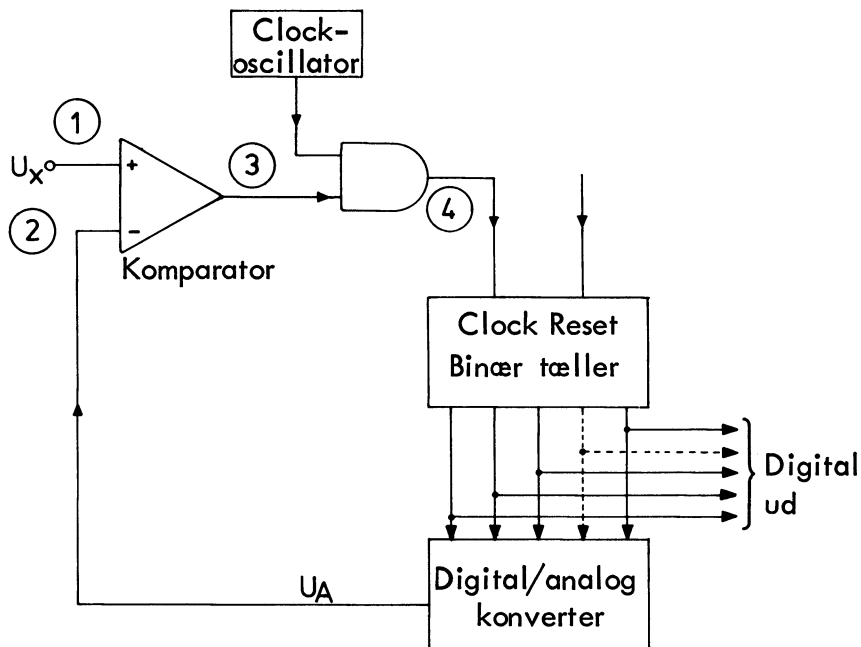 Clock-
oscillator
1
Ux
+
3
2
-
4
Komparator
Clock Reset
Binær tæller
Digital
ud
UA
Digital/analog
konverter